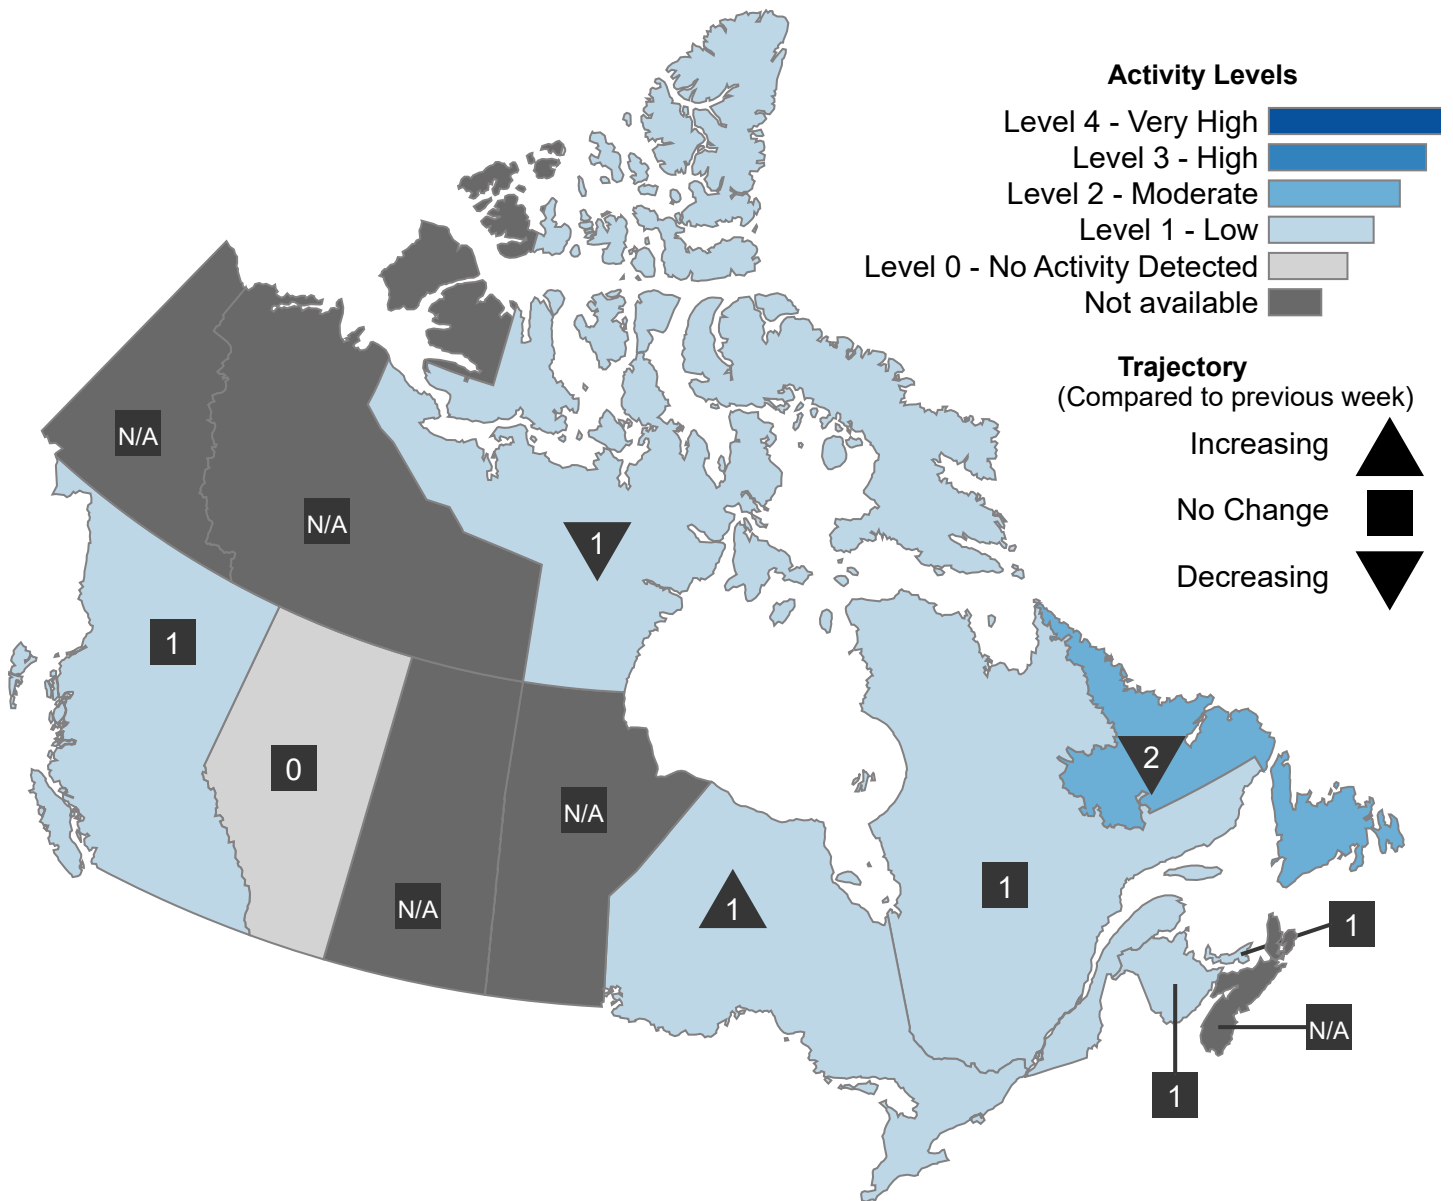 Activity Levels
Level 4 - Very High
Level 3 - High
Level 2 - Moderate
Level 1 - Low
Level 0 - No Activity Detected
Not available
Trajectory
(Compared to previous week)
Increasing
No Change
Decreasing
N/A
N/A
1
1
0
2
N/A
N/A
1
1
1
N/A
1